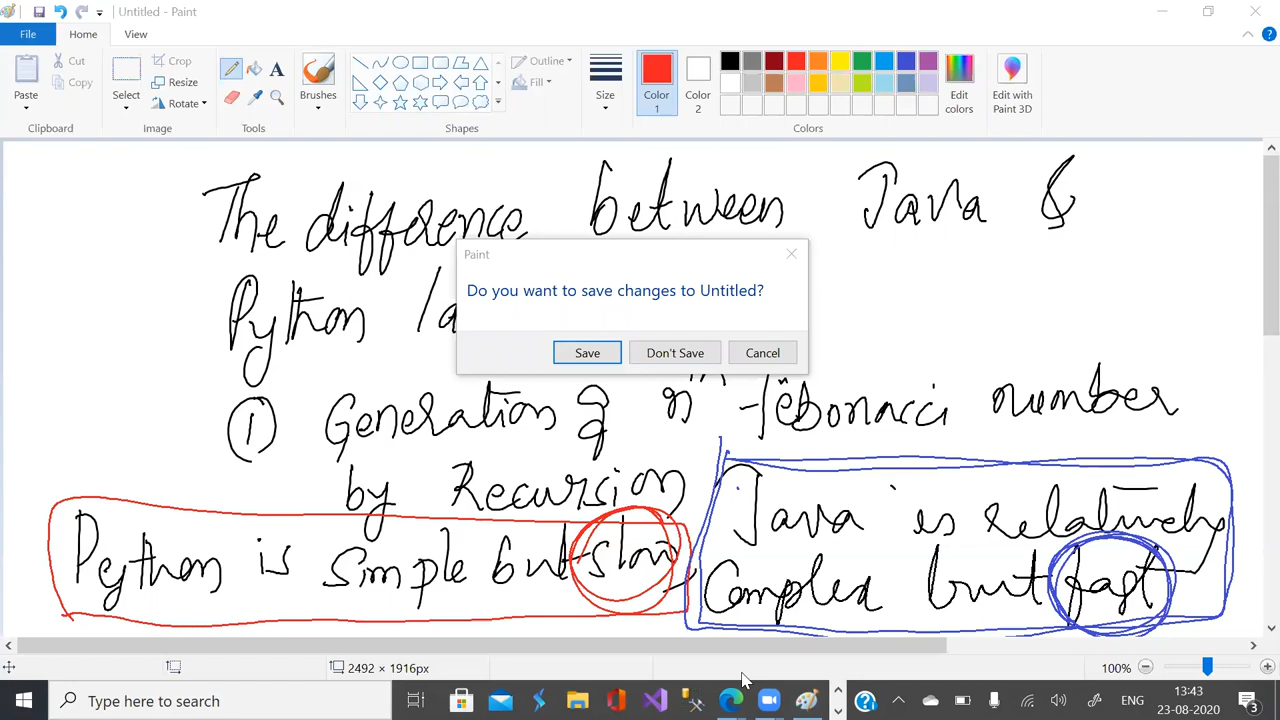 Untitled - Paint
File Home View
Paste Cut Copy
Clipboard
Select Crop Resize Rotate
Image
Tools
Brushes
Outline Fill
Shapes
Size
Color 1 Color 2
Edit colors
Colors
Edit with Paint 3D
The difference between Java &
Python la
Paint
Do you want to save changes to Untitled?
Save Don't Save Cancel
① Generation of nth fibonacci number
by Recursion
Python is simple but slow,
Java is relatively
Complex but fast
2492 × 1916px 100%
Type here to search
ENG 13:43 23-08-2020 3